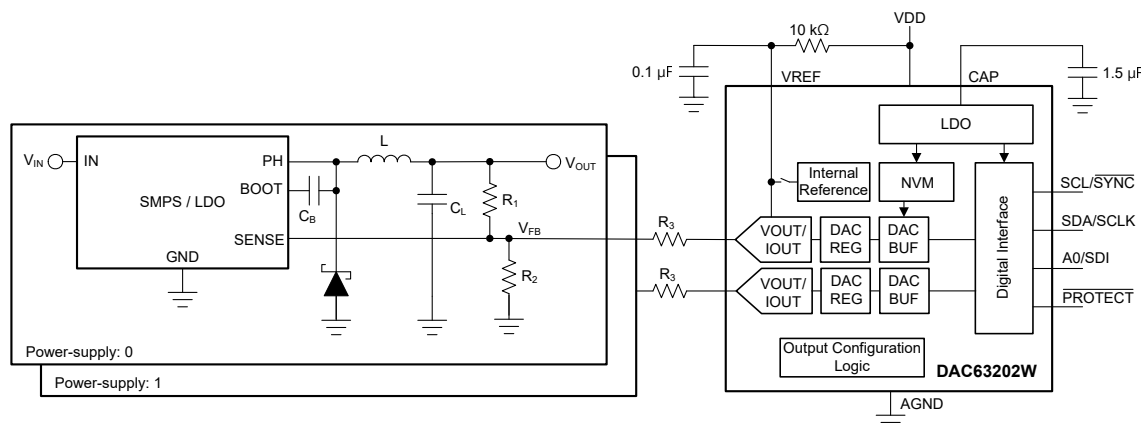 VDD
10 kΩ
0.1 µF
VREF
CAP
1.5 µF
LDO
Internal
Reference
NVM
VOUT/
IOUT
DAC
REG
DAC
BUF
VOUT/
IOUT
DAC
REG
DAC
BUF
Digital Interface
SCL/SYNC
SDA/SCLK
A0/SDI
PROTECT
Output Configuration
Logic
DAC63202W
AGND
R3
R3
VIN
IN
SMPS / LDO
PH
BOOT
SENSE
GND
CB
L
CL
R1
VOUT
VFB
R2
Power-supply: 0
Power-supply: 1